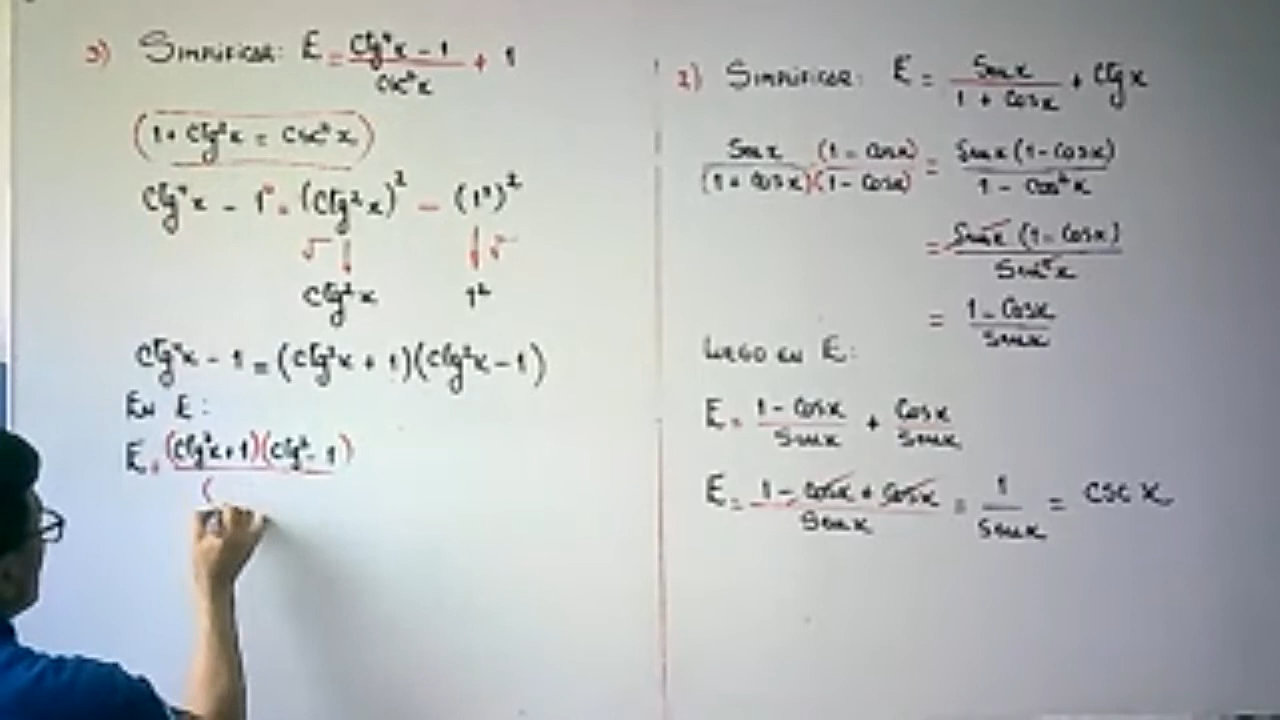 3) Simplificar: E = (Ctg⁴x - 1)/(csc²x) + 1
(1 + Ctg²x = Csc²x)
Ctg⁴x - 1⁴ = (Ctg²x)² - (1²)²
√ ↓ ↓ √
Ctg²x 1²
Ctg⁴x - 1 = (Ctg²x + 1)(Ctg²x - 1)
En E:
E = (Ctg²x+1)(Ctg² - 1)
(
2) Simplificar: E = Senx/(1 + Cosx) + Ctgx
Senx (1 - Cosx)/(1 + Cosx)(1 - Cosx) = Senx (1 - Cosx)/(1 - Cos²x)
= Senx (1 - Cosx)/Sen²x
= (1 - Cosx)/Senx
Luego en E:
E = (1 - Cosx)/Senx + Cosx/Senx
E = (1 - Cosx + Cosx)/Senx = 1/Senx = csc x